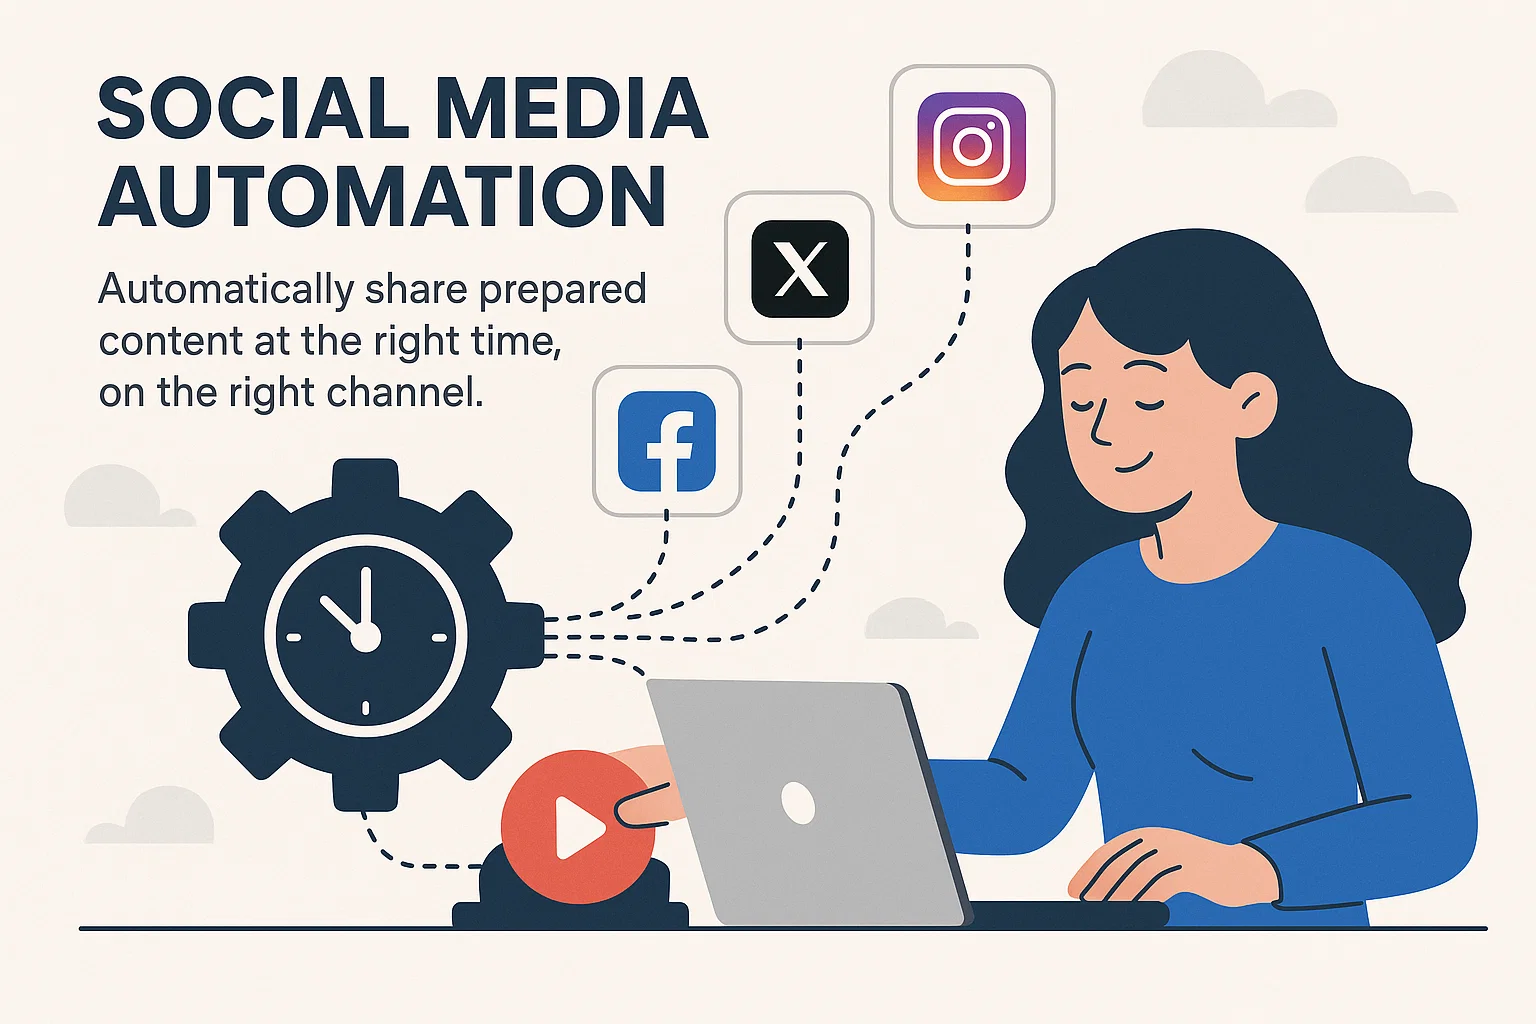 SOCIAL MEDIA
AUTOMATION
Automatically share prepared
content at the right time,
on the right channel.